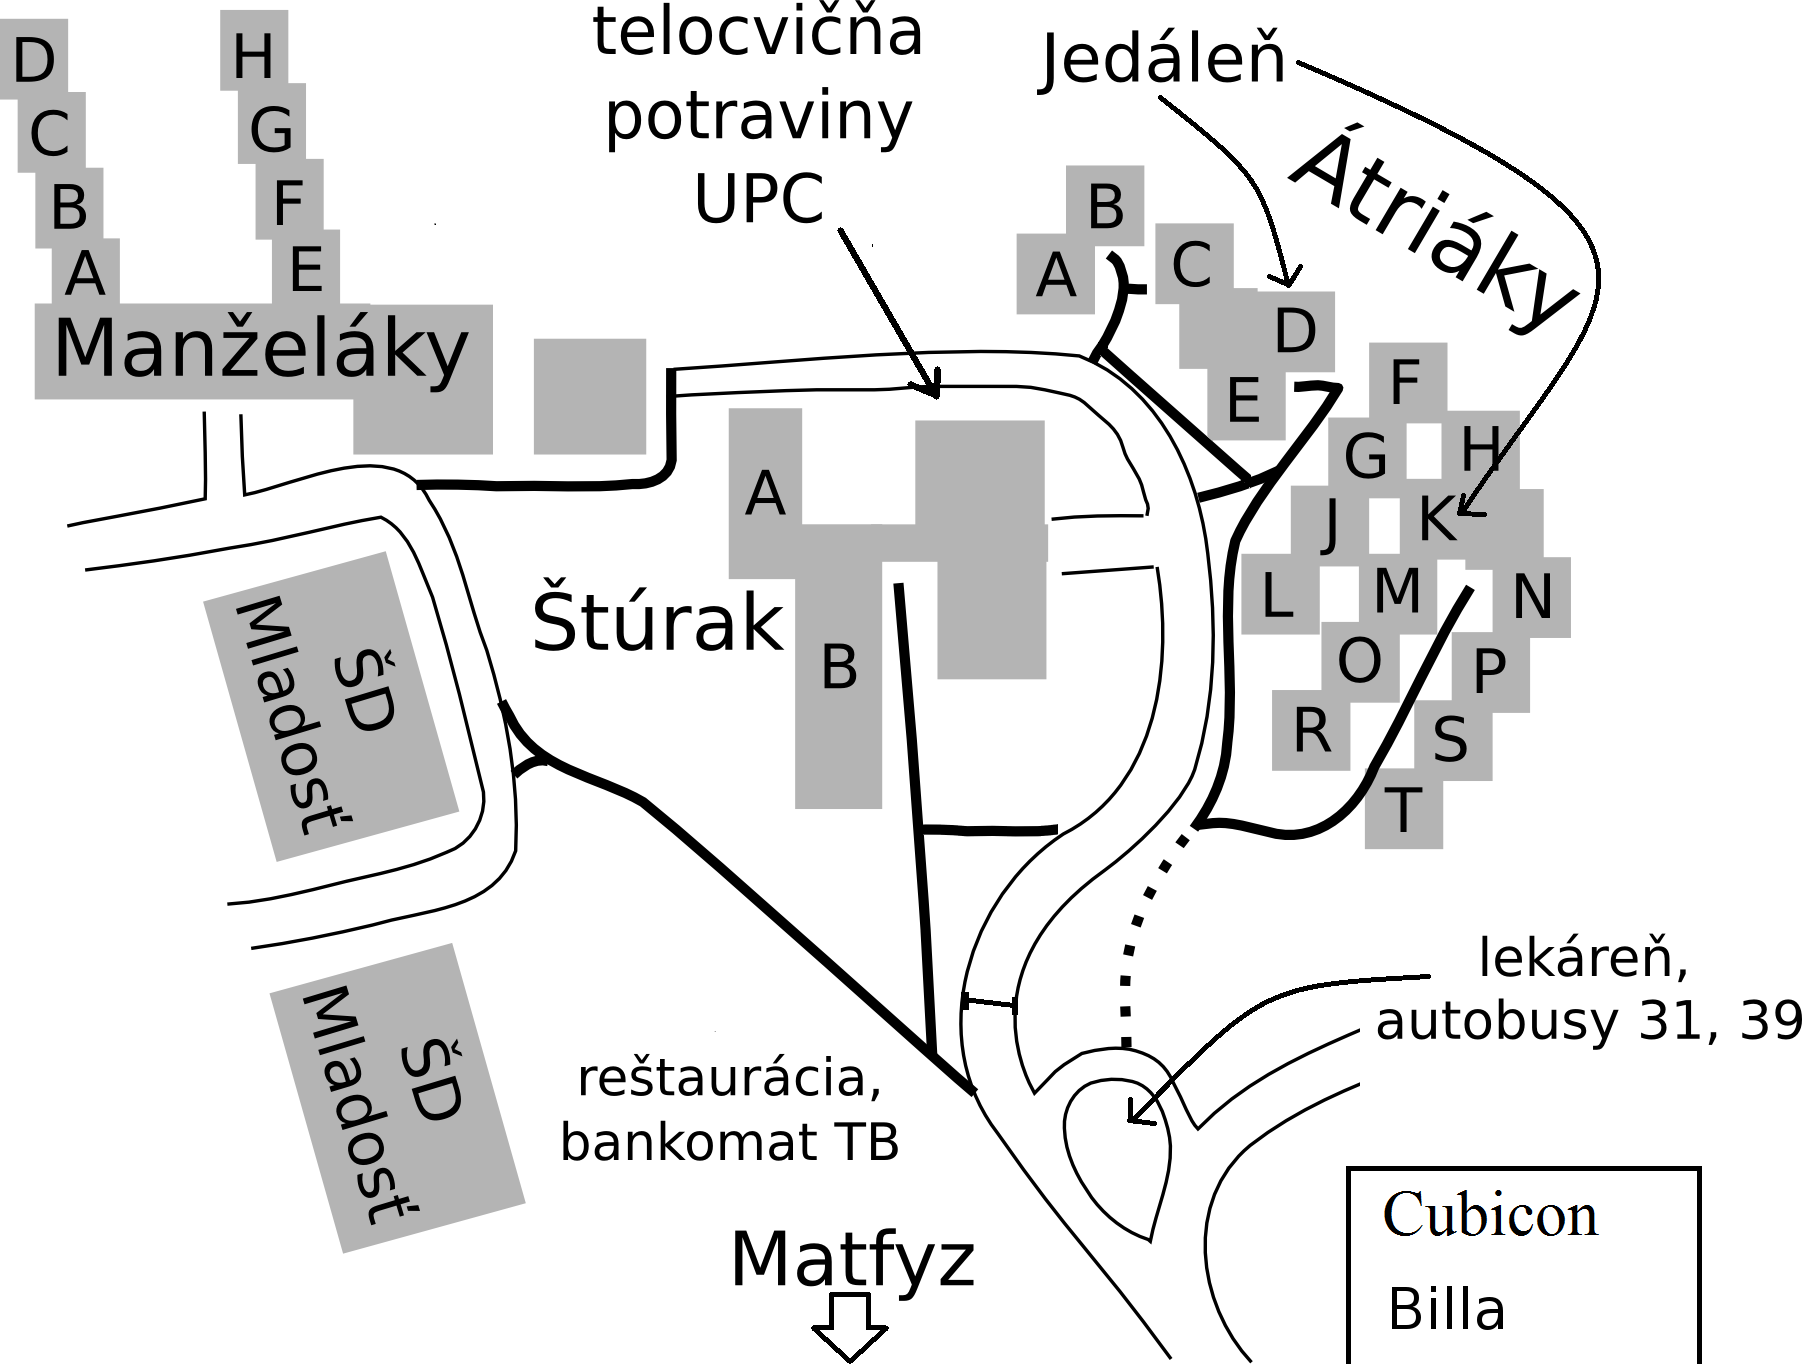 D
C
B
A
H
G
F
E
Manželáky
telocvičňa
potraviny
UPC
Jedáleň
Átriáky
B
A
C
D
E
F
G
H
J
K
L
M
N
O
P
R
S
T
A
B
Štúrak
ŠD
Mladosť
ŠD
Mladosť
lekáreň,
autobusy 31, 39
reštaurácia,
bankomat TB
Matfyz
Cubicon
Billa